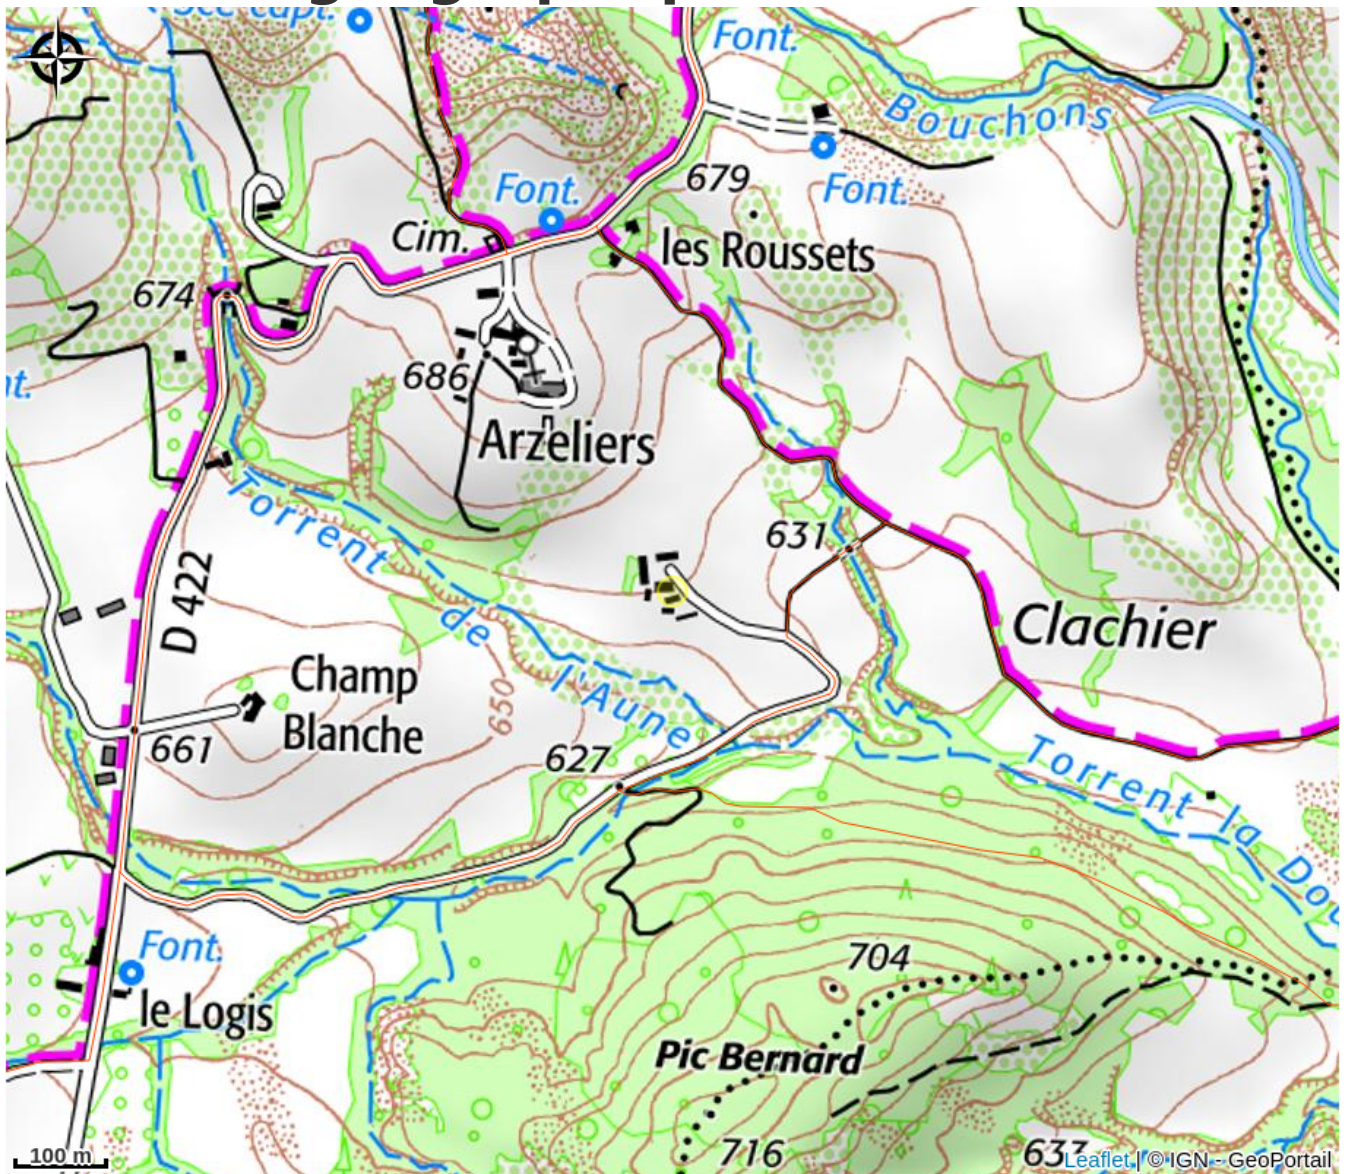 Font.
Bouchons
679
Font.
Font.
Cim.
les Roussets
674
686
Arzeliers
Torrent
de
l'Aune
631
D 422
Clachier
Champ
Blanche
650
661
627
Torrent la
Font.
le Logis
704
Pic Bernard
716
633
100 m
Leaflet | © IGN - GeoPortail